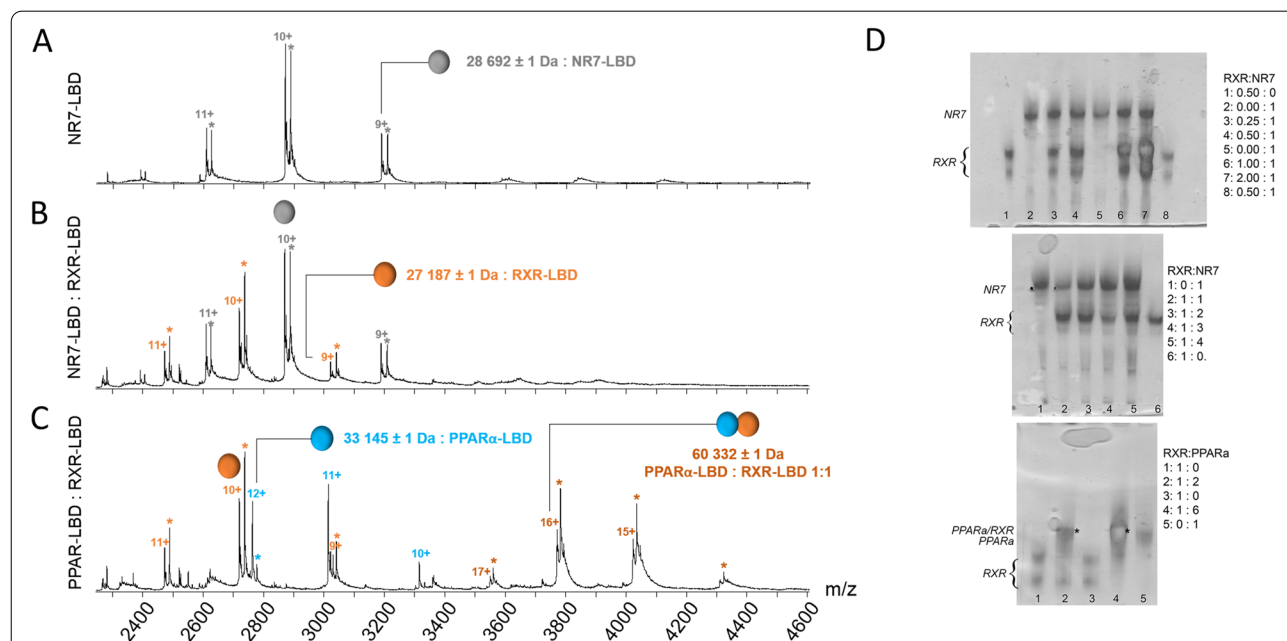 A
NR7-LBD
10+
*
28 692 ± 1 Da : NR7-LBD
11+
*
9+
*
B
NR7-LBD : RXR-LBD
10+
*
27 187 ± 1 Da : RXR-LBD
*
10+
11+
*
11+
*
9+
*
9+
*
C
PPAR-LBD : RXR-LBD
33 145 ± 1 Da : PPARα-LBD
60 332 ± 1 Da
PPARα-LBD : RXR-LBD 1:1
*
10+
12+
*
11+
*
9+
11+
*
10+
17+
*
16+
*
15+
*
*
m/z
2400 2600 2800 3000 3200 3400 3600 3800 4000 4200 4400 4600
D
NR7
RXR
1 2 3 4 5 6 7 8
RXR:NR7
1: 0.50 : 0
2: 0.00 : 1
3: 0.25 : 1
4: 0.50 : 1
5: 0.00 : 1
6: 1.00 : 1
7: 2.00 : 1
8: 0.50 : 1
NR7
RXR
1 2 3 4 5 6
RXR:NR7
1: 0 : 1
2: 1 : 1
3: 1 : 2
4: 1 : 3
5: 1 : 4
6: 1 : 0.
PPARa/RXR
PPARa
RXR
* *
1 2 3 4 5
RXR:PPARa
1: 1 : 0
2: 1 : 2
3: 1 : 0
4: 1 : 6
5: 0 : 1